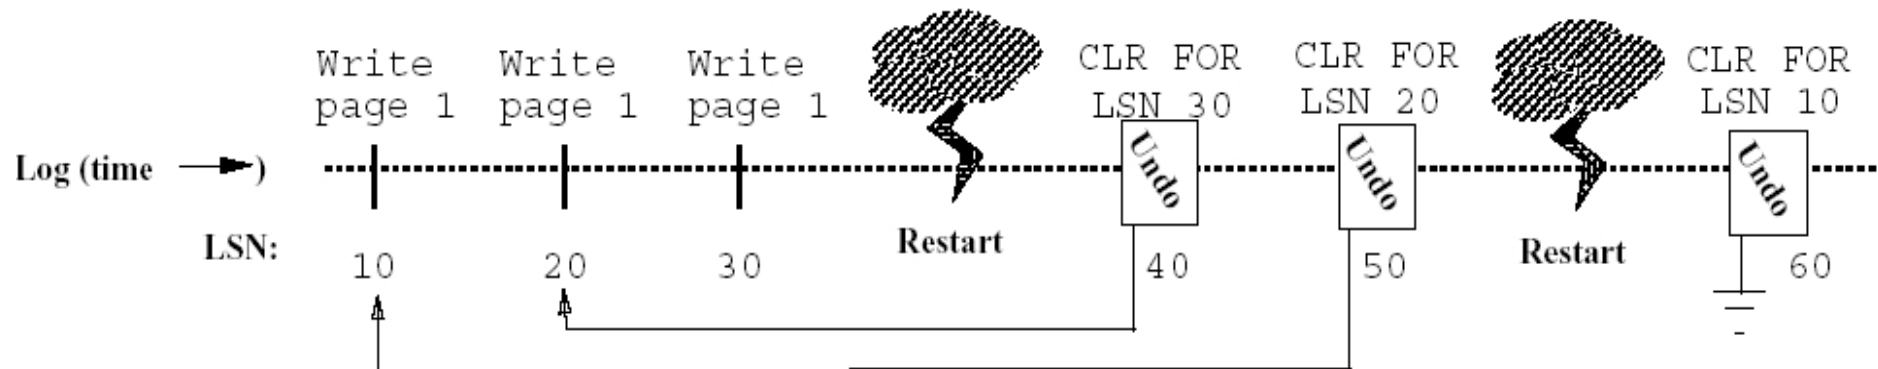 Write
page 1
Write
page 1
Write
page 1
CLR FOR
LSN 30
CLR FOR
LSN 20
CLR FOR
LSN 10
Log (time )
Undo
Undo
Undo
Restart
Restart
LSN:
10
20
30
40
50
60